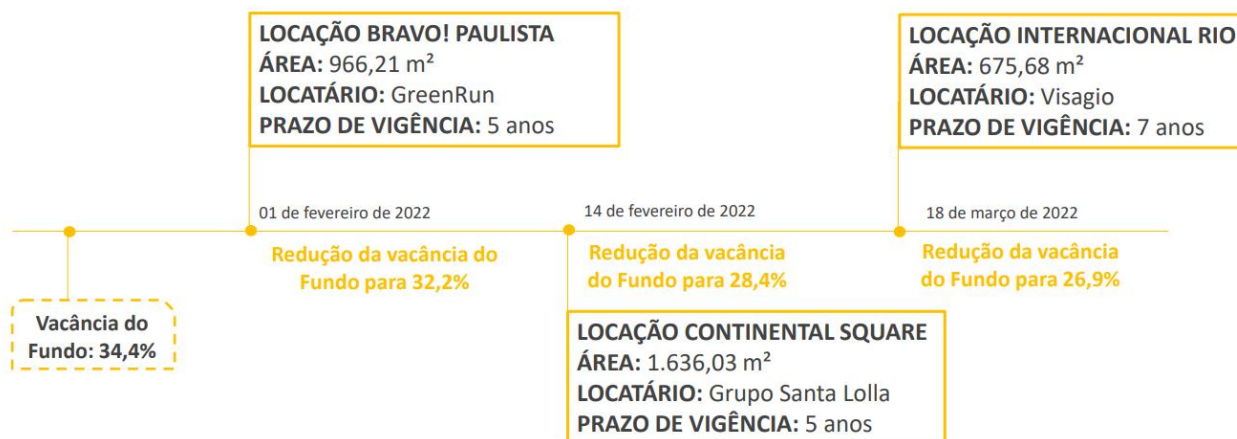 LOCAÇÃO BRAVO! PAULISTA
ÁREA: 966,21 m²
LOCATÁRIO: GreenRun
PRAZO DE VIGÊNCIA: 5 anos
LOCAÇÃO INTERNACIONAL RIO
ÁREA: 675,68 m²
LOCATÁRIO: Visagio
PRAZO DE VIGÊNCIA: 7 anos
01 de fevereiro de 2022
14 de fevereiro de 2022
18 de março de 2022
Redução da vacância do
Fundo para 32,2%
Redução da vacância
do Fundo para 28,4%
Redução da vacância
do Fundo para 26,9%
Vacância do
Fundo: 34,4%
LOCAÇÃO CONTINENTAL SQUARE
ÁREA: 1.636,03 m²
LOCATÁRIO: Grupo Santa Lolla
PRAZO DE VIGÊNCIA: 5 anos